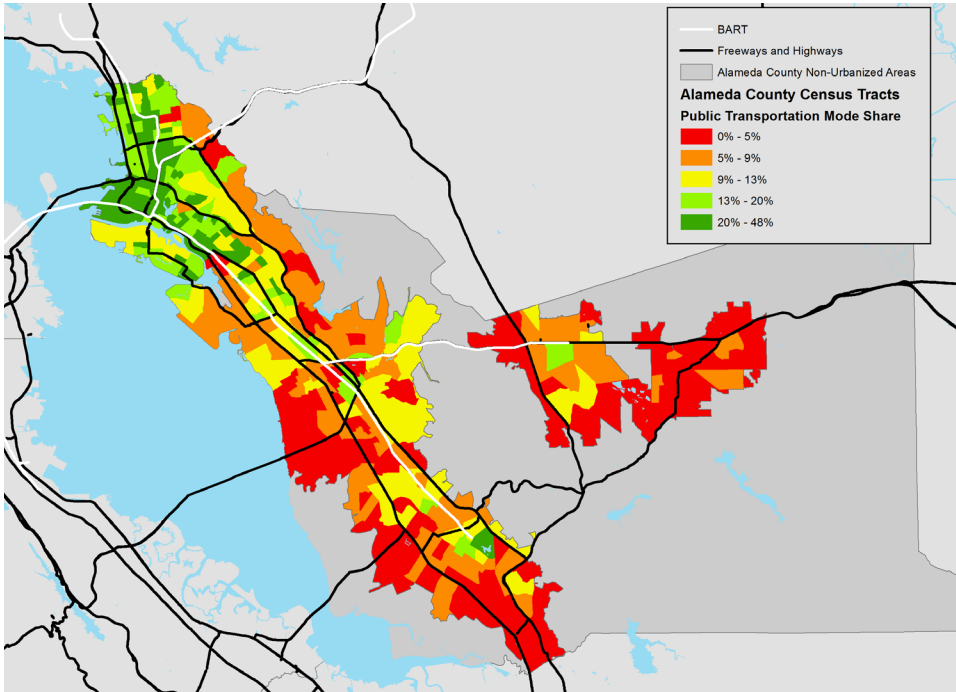 BART
Freeways and Highways
Alameda County Non-Urbanized Areas
Alameda County Census Tracts
Public Transportation Mode Share
0% - 5%
5% - 9%
9% - 13%
13% - 20%
20% - 48%